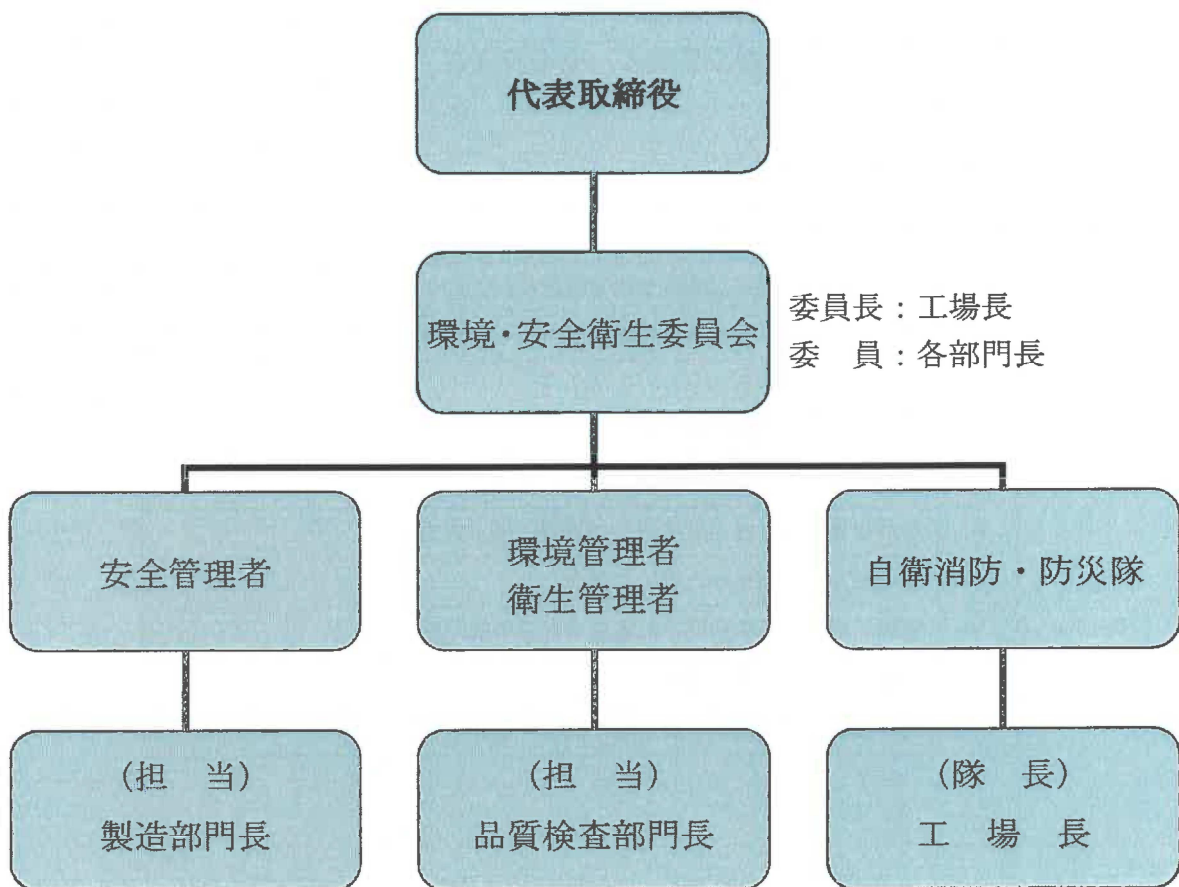 代表取締役
環境・安全衛生委員会
委員長：工場長
委　員：各部門長
安全管理者
環境管理者
衛生管理者
自衛消防・防災隊
(担　当)
製造部門長
(担　当)
品質検査部門長
(隊　長)
工　場　長